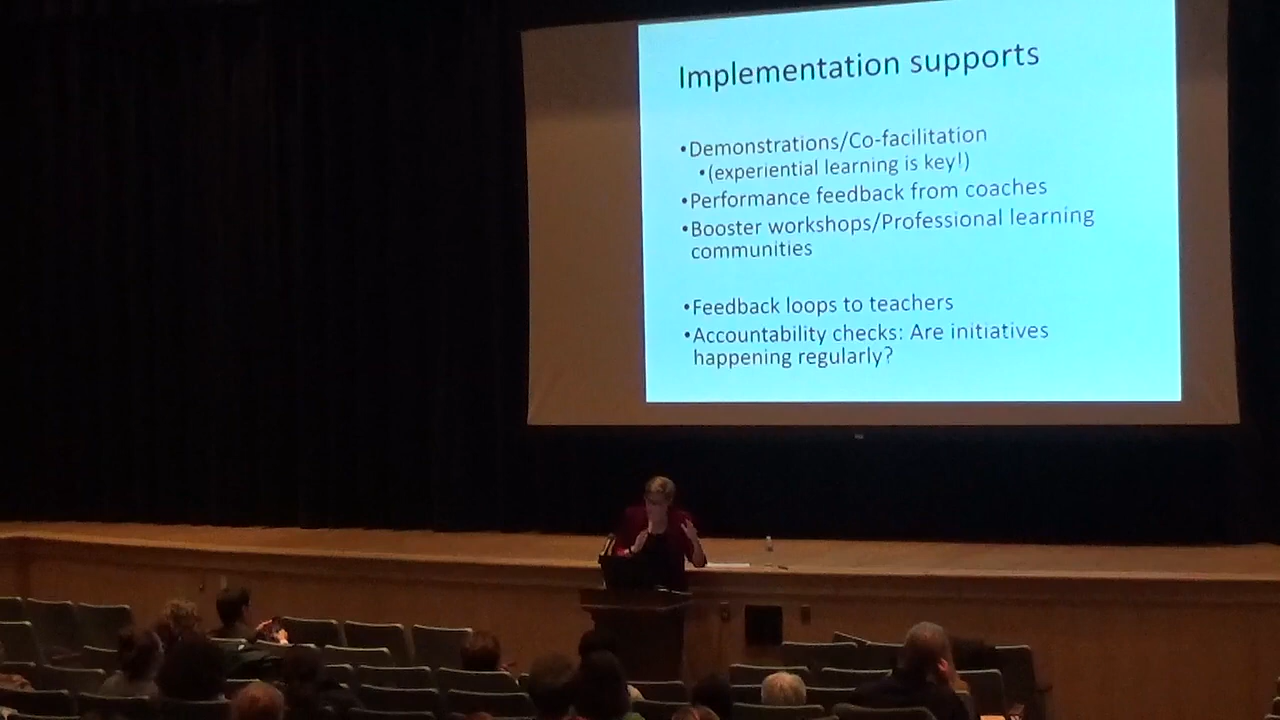 Implementation supports
•Demonstrations/Co-facilitation
•(experiential learning is key!)
•Performance feedback from coaches
•Booster workshops/Professional learning
communities
•Feedback loops to teachers
•Accountability checks: Are initiatives
happening regularly?